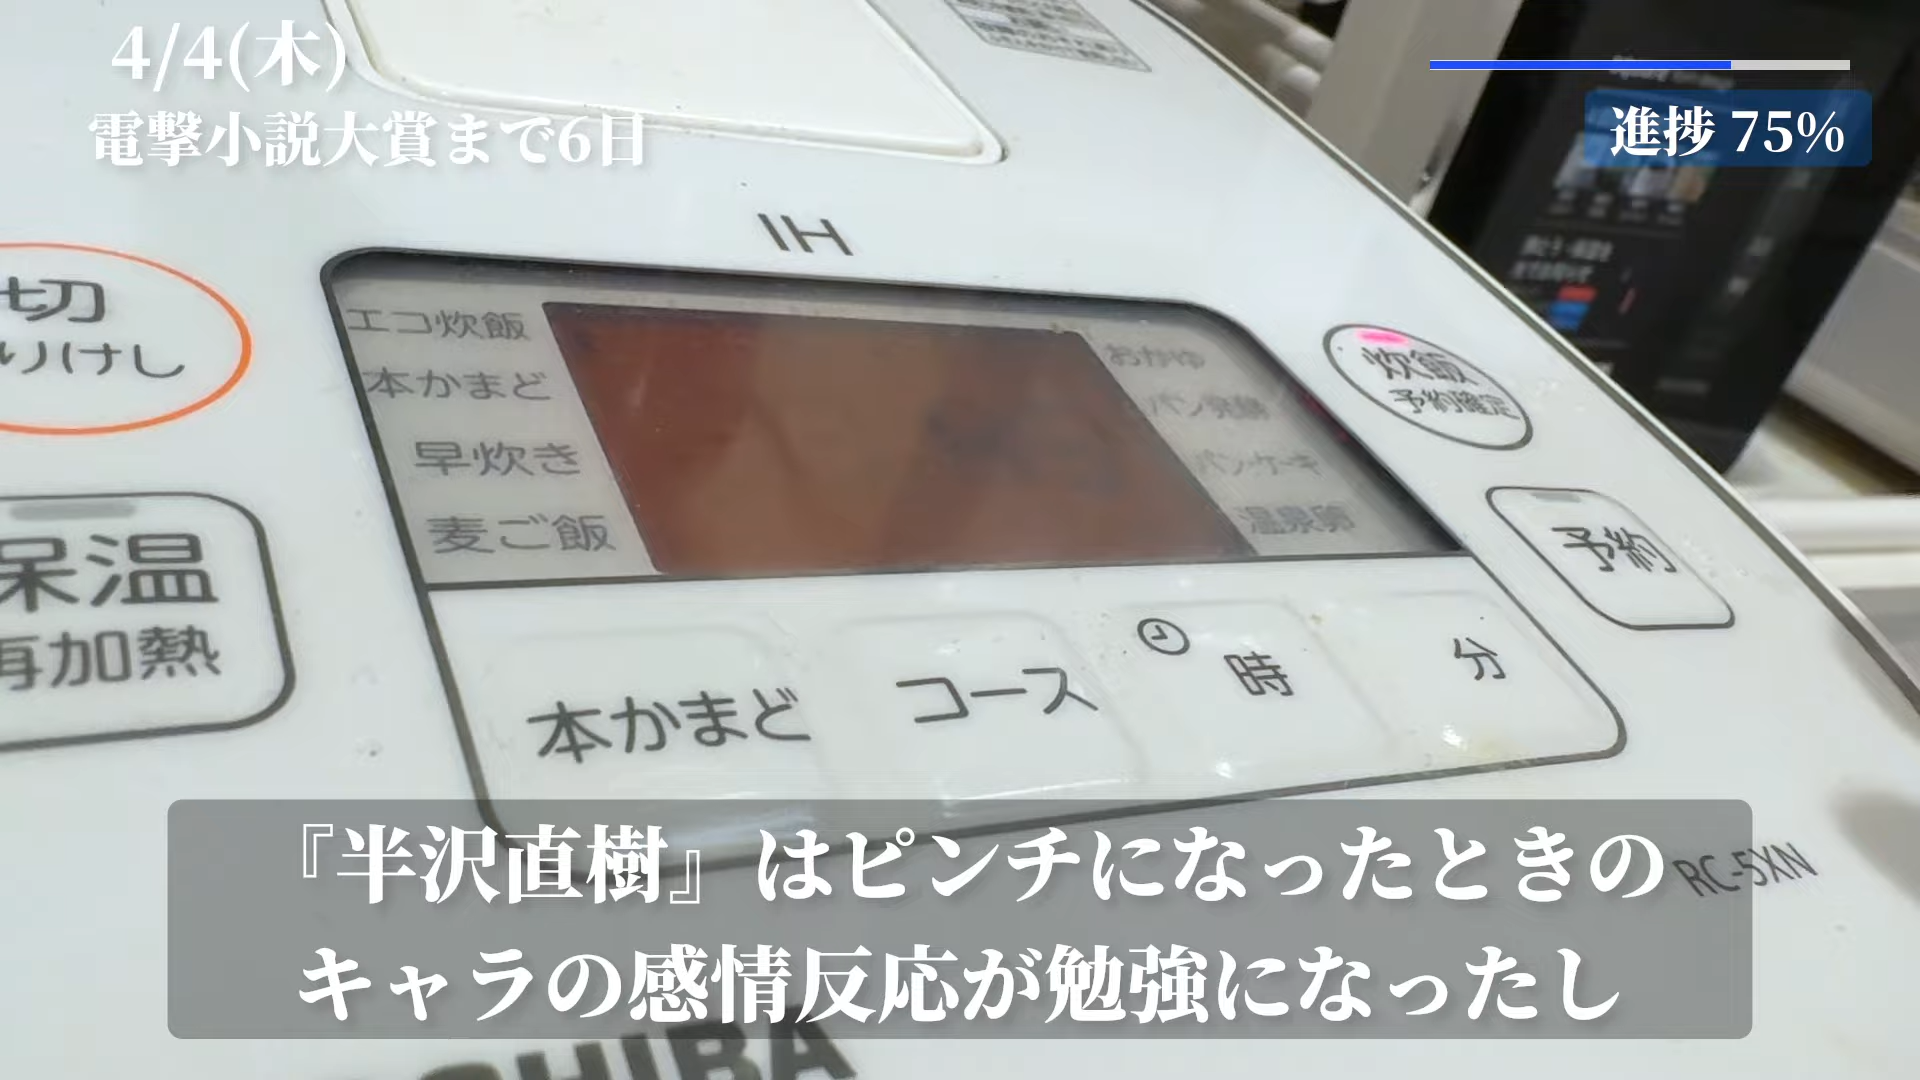 4/4(木)
電撃小説大賞まで6日
進捗 75%
IH
切
りけし
エコ炊飯
本かまど
早炊き
麦ご飯
おかゆ
パン発酵
パンケーキ
温泉卵
炊飯
予約確定
予約
保温
再加熱
本かまど
コース
時
分
RC-5XN
『半沢直樹』はピンチになったときの
キャラの感情反応が勉強になったし
SHIBA